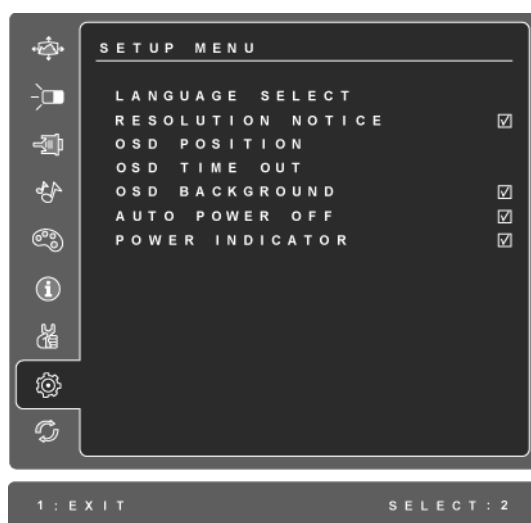 SETUP MENU
LANGUAGE SELECT
RESOLUTION NOTICE ☑
OSD POSITION
OSD TIME OUT
OSD BACKGROUND ☑
AUTO POWER OFF ☑
POWER INDICATOR ☑
1:EXIT SELECT:2